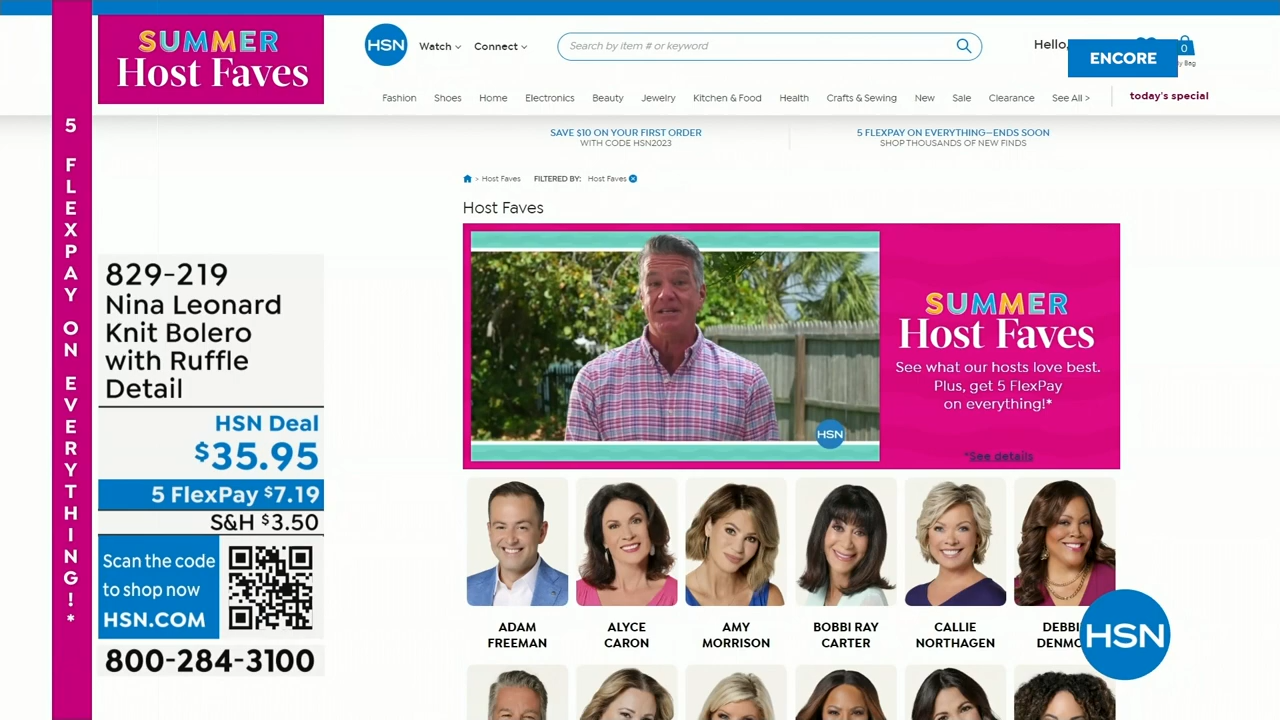 SUMMER
Host Faves
5 FLEXPAY ON EVERYTHING!*
829-219
Nina Leonard
Knit Bolero
with Ruffle
Detail
HSN Deal
$35.95
5 FlexPay $7.19
S&H $3.50
Scan the code
to shop now
HSN.COM
800-284-3100
HSN
Watch
Connect
Search by item # or keyword
Hello,
ENCORE
0
Bag
Fashion
Shoes
Home
Electronics
Beauty
Jewelry
Kitchen & Food
Health
Crafts & Sewing
New
Sale
Clearance
See All >
today's special
SAVE $10 ON YOUR FIRST ORDER
WITH CODE HSN2023
5 FLEXPAY ON EVERYTHING—ENDS SOON
SHOP THOUSANDS OF NEW FINDS
> Host Faves
FILTERED BY:
Host Faves
Host Faves
HSN
SUMMER
Host Faves
See what our hosts love best.
Plus, get 5 FlexPay
on everything!*
*See details
ADAM
FREEMAN
ALYCE
CARON
AMY
MORRISON
BOBBI RAY
CARTER
CALLIE
NORTHAGEN
DEBBI
DENMO
HSN